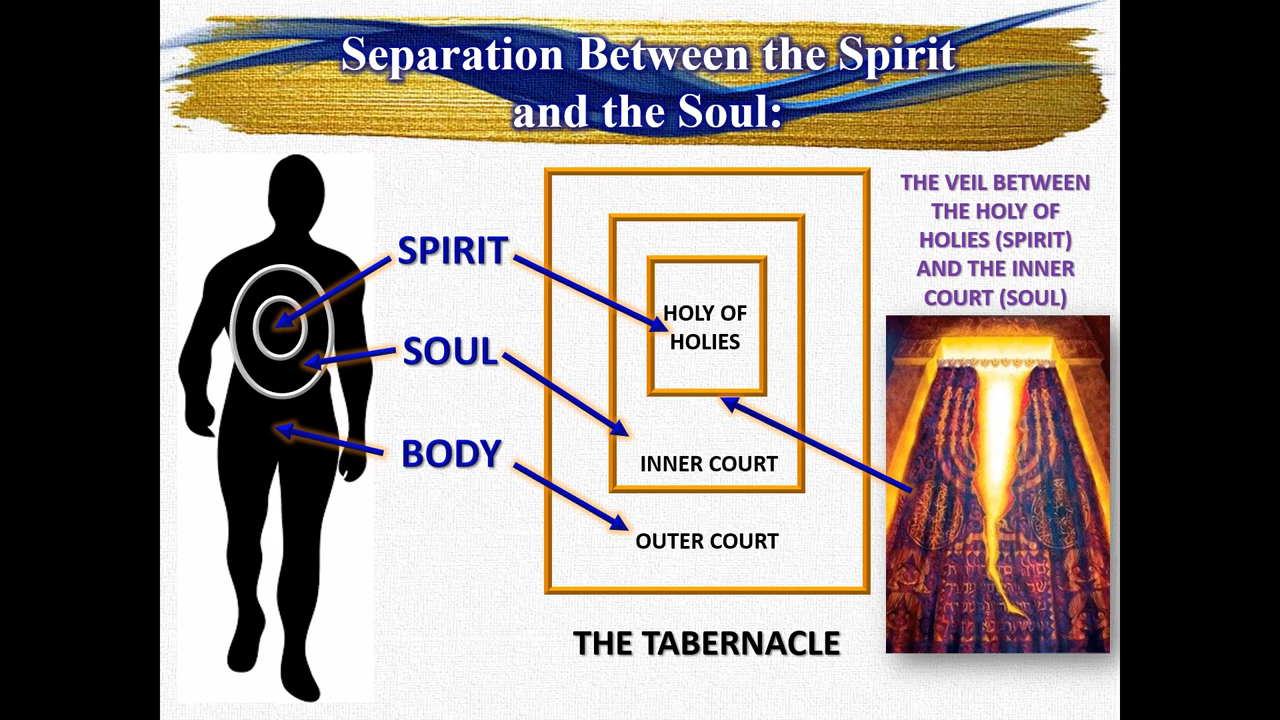 Separation Between the Spirit
and the Soul:
SPIRIT
SOUL
BODY
HOLY OF
HOLIES
INNER COURT
OUTER COURT
THE TABERNACLE
THE VEIL BETWEEN
THE HOLY OF
HOLIES (SPIRIT)
AND THE INNER
COURT (SOUL)